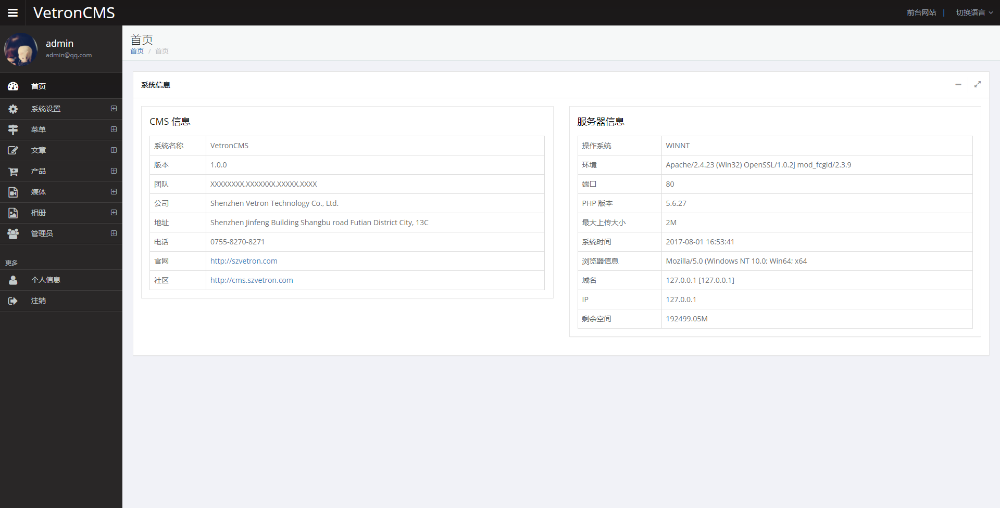 VetronCMS
前台网站 | 切换语言
admin
admin@qq.com
首页
系统设置
菜单
文章
产品
媒体
相册
管理员
更多
个人信息
注销
首页
首页 / 首页
系统信息
CMS 信息
系统名称 VetronCMS
版本 1.0.0
团队 XXXXXXXX,XXXXXXX,XXXXX,XXXX
公司 Shenzhen Vetron Technology Co., Ltd.
地址 Shenzhen Jinfeng Building Shangbu road Futian District City, 13C
电话 0755-8270-8271
官网 http://szvetron.com
社区 http://cms.szvetron.com
服务器信息
操作系统 WINNT
环境 Apache/2.4.23 (Win32) OpenSSL/1.0.2j mod_fcgid/2.3.9
端口 80
PHP 版本 5.6.27
最大上传大小 2M
系统时间 2017-08-01 16:53:41
浏览器信息 Mozilla/5.0 (Windows NT 10.0; Win64; x64
域名 127.0.0.1 [127.0.0.1]
IP 127.0.0.1
剩余空间 192499.05M